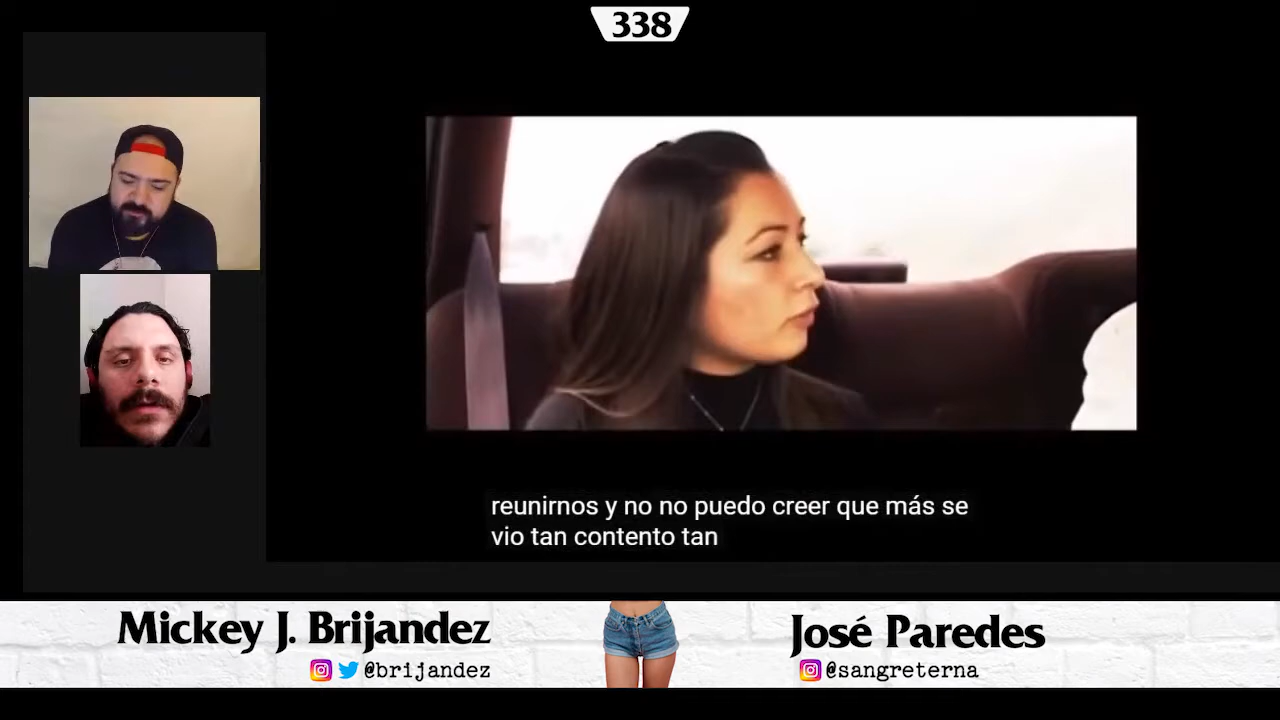 338
reunirnos y no no puedo creer que más se
vio tan contento tan
Mickey J. Brijandez
@brijandez
José Paredes
@sangreterna